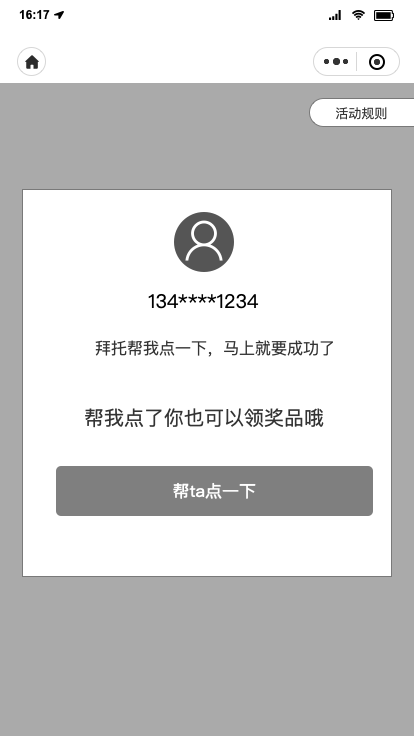 16:17
活动规则
134****1234
拜托帮我点一下，马上就要成功了
帮我点了你也可以领奖品哦
帮ta点一下